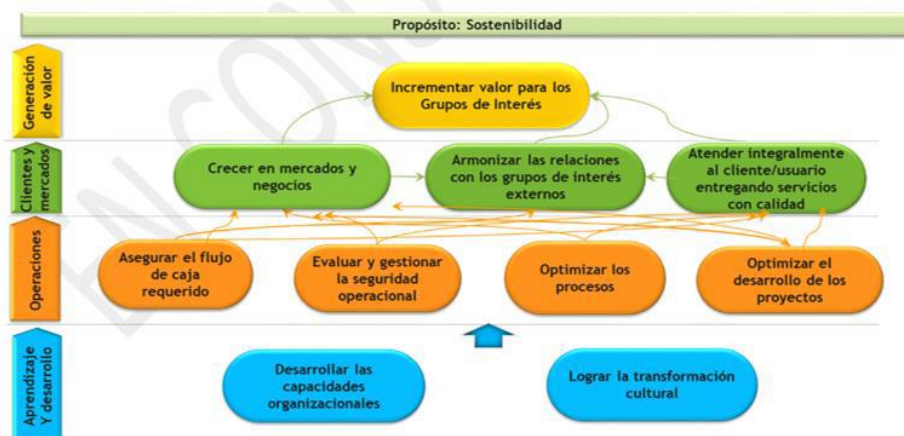 Propósito: Sostenibilidad
Generación
de valor
Incrementar valor para los
Grupos de Interés
Clientes y
mercados
Crecer en mercados y
negocios
Armonizar las relaciones
con los grupos de interés
externos
Atender integralmente
al cliente/usuario
entregando servicios
con calidad
Operaciones
Asegurar el flujo
de caja
requerido
Evaluar y gestionar
la seguridad
operacional
Optimizar los
procesos
Optimizar el
desarrollo de los
proyectos
Aprendizaje
Y desarrollo
Desarrollar las
capacidades
organizacionales
Lograr la transformación
cultural
EN CONS